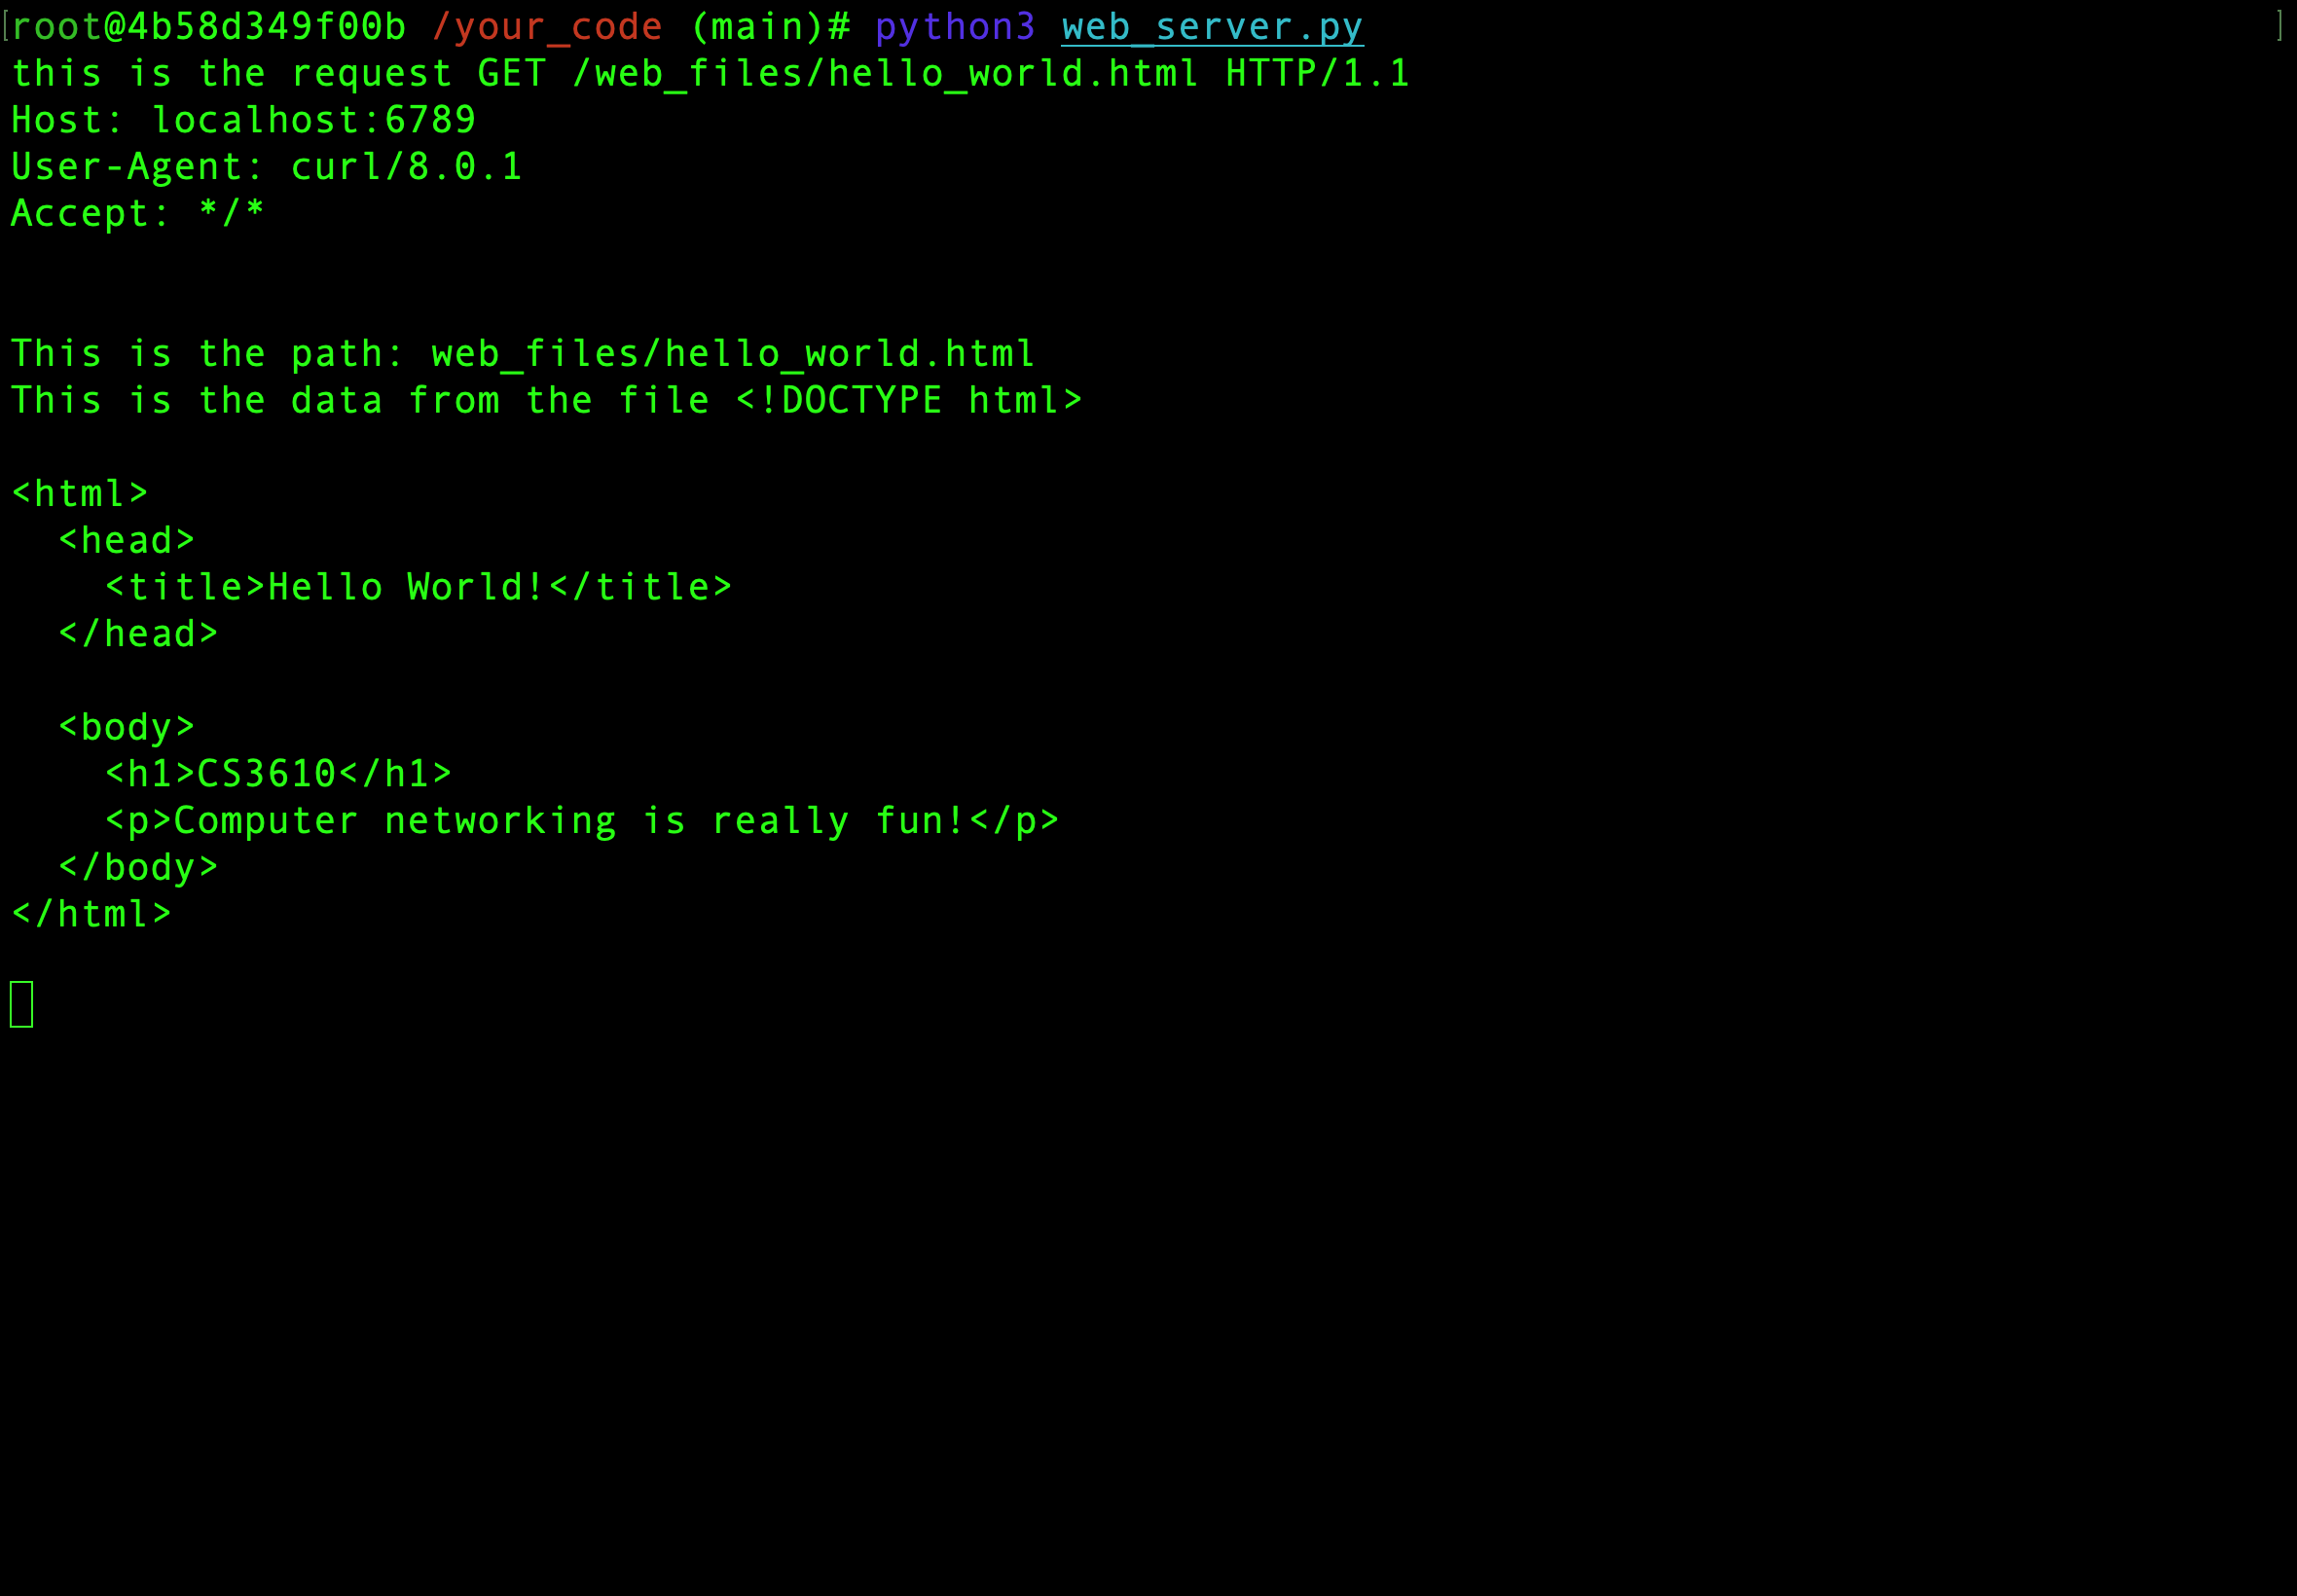 [root@4b58d349f00b /your_code (main)# python3 web_server.py ]
this is the request GET /web_files/hello_world.html HTTP/1.1
Host: localhost:6789
User-Agent: curl/8.0.1
Accept: */*
This is the path: web_files/hello_world.html
This is the data from the file <!DOCTYPE html>
<html>
  <head>
    <title>Hello World!</title>
  </head>
  <body>
    <h1>CS3610</h1>
    <p>Computer networking is really fun!</p>
  </body>
</html>